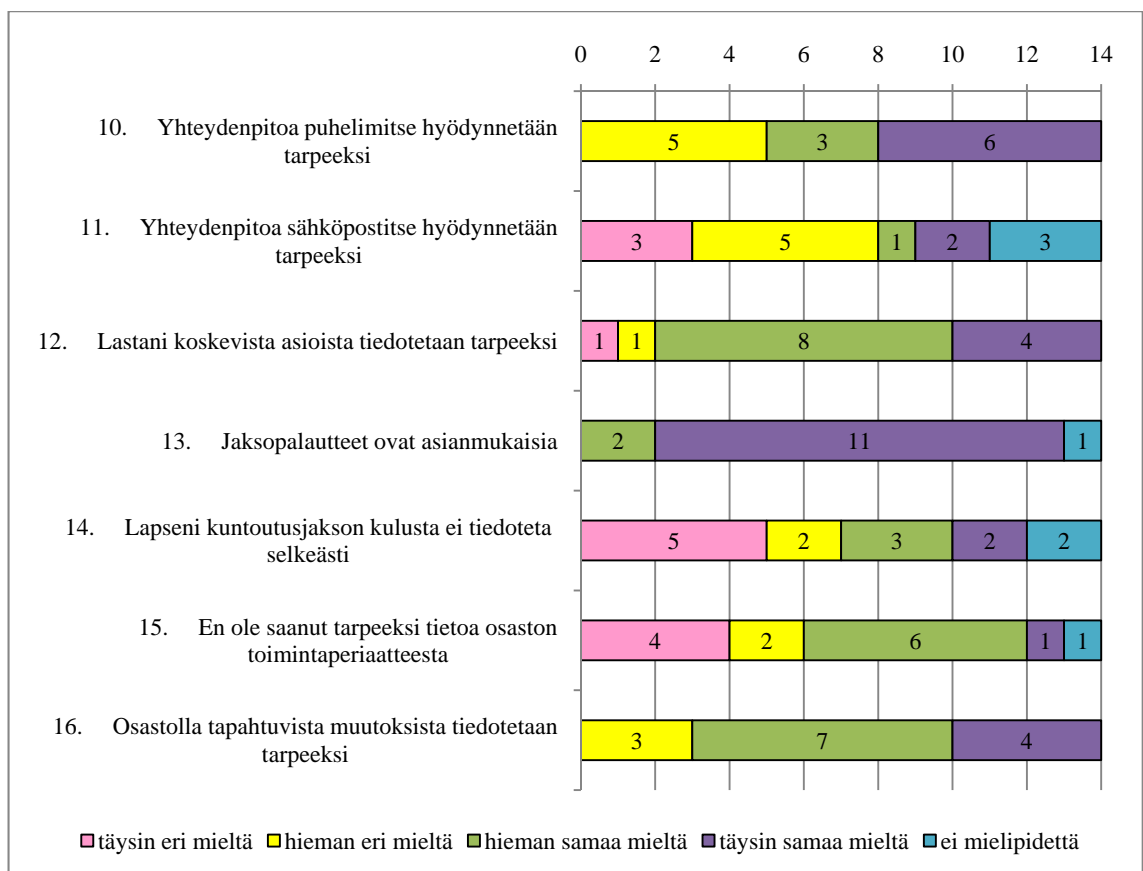 0 2 4 6 8 10 12 14
10. Yhteydenpitoa puhelimitse hyödynnetään
tarpeeksi
5 3 6
11. Yhteydenpitoa sähköpostitse hyödynnetään
tarpeeksi
3 5 1 2 3
12. Lastani koskevista asioista tiedotetaan tarpeeksi
1 1 8 4
13. Jaksopalautteet ovat asianmukaisia
2 11 1
14. Lapseni kuntoutusjakson kulusta ei tiedoteta
selkeästi
5 2 3 2 2
15. En ole saanut tarpeeksi tietoa osaston
toimintaperiaatteesta
4 2 6 1 1
16. Osastolla tapahtuvista muutoksista tiedotetaan
tarpeeksi
3 7 4
täysin eri mieltä hieman eri mieltä hieman samaa mieltä täysin samaa mieltä ei mielipidettä